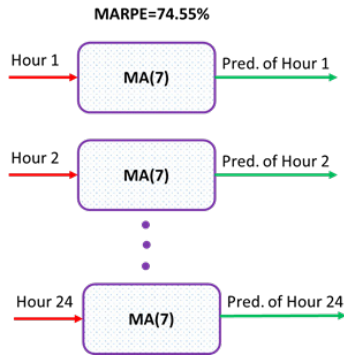 MARPE=74.55%
Hour 1
MA(7)
Pred. of Hour 1
Hour 2
MA(7)
Pred. of Hour 2
Hour 24
MA(7)
Pred. of Hour 24